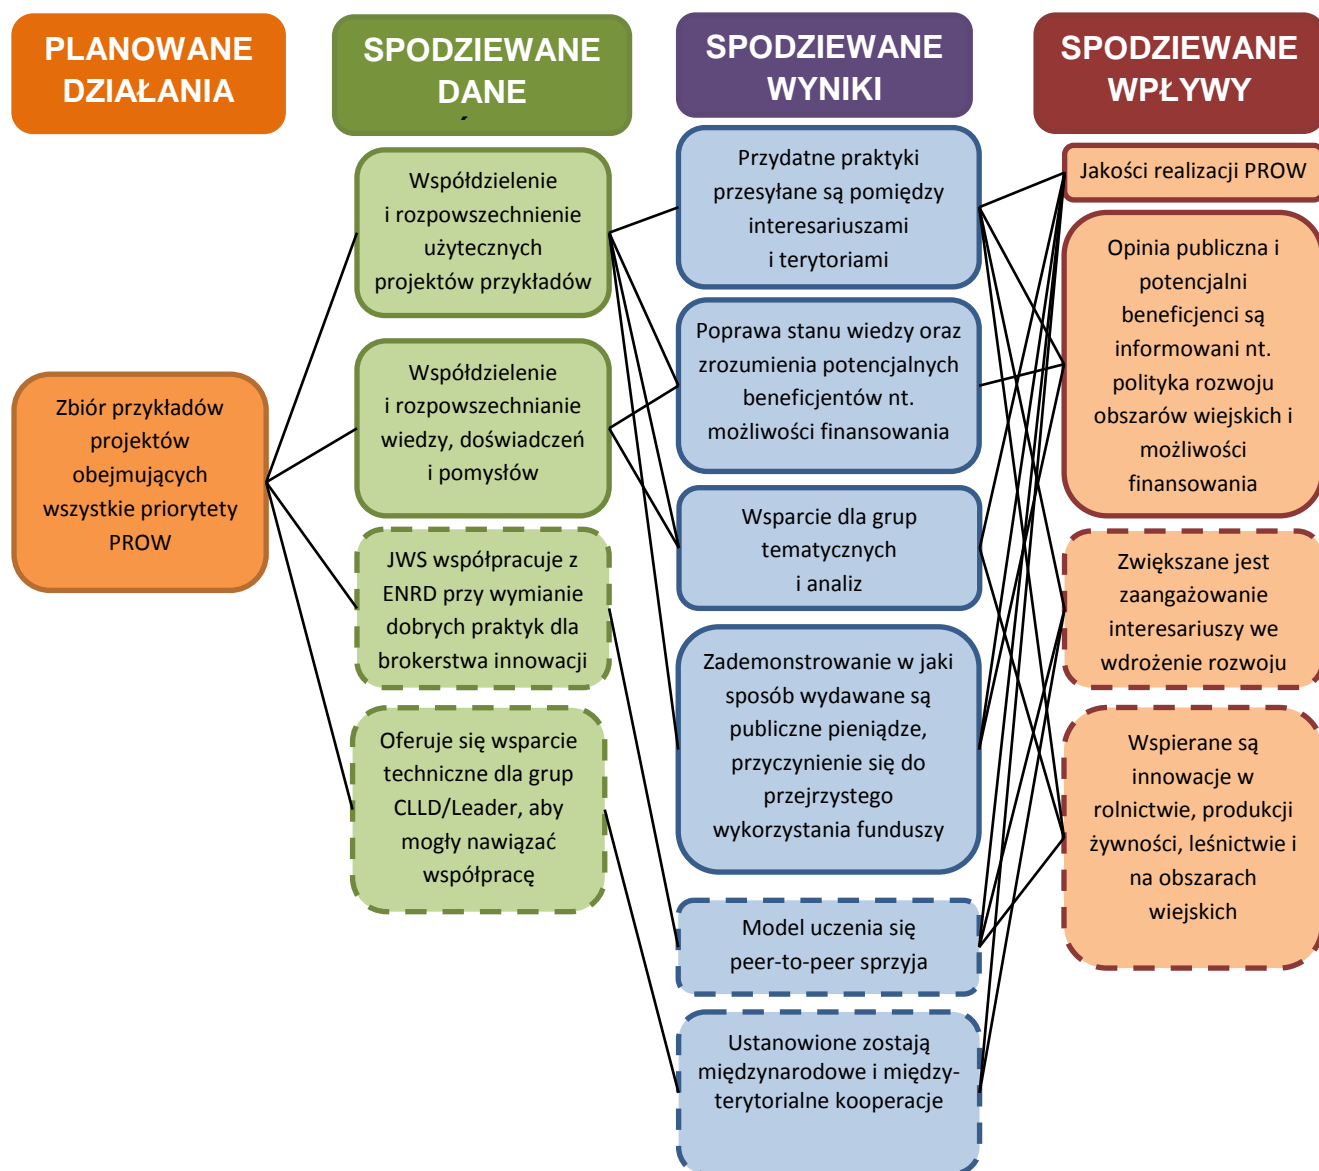 PLANOWANE
DZIAŁANIA
SPODZIEWANE
DANE
SPODZIEWANE
WYNIKI
SPODZIEWANE
WPŁYWY
Zbiór przykładów
projektów
obejmujących
wszystkie priorytety
PROW
Współdzielenie
i rozpowszechnienie
użytecznych
projektów przykładów
Współdzielenie
i rozpowszechnianie
wiedzy, doświadczeń
i pomysłów
JWS współpracuje z
ENRD przy wymianie
dobrych praktyk dla
brokerstwa innowacji
Oferuje się wsparcie
techniczne dla grup
CLLD/Leader, aby
mogły nawiązać
współpracę
Przydatne praktyki
przesyłane są pomiędzy
interesariuszami
i terytoriami
Poprawa stanu wiedzy oraz
zrozumienia potencjalnych
beneficjentów nt.
możliwości finansowania
Wsparcie dla grup
tematycznych
i analiz
Zademonstrowanie w jaki
sposób wydawane są
publiczne pieniądze,
przyczynienie się do
przejrzystego
wykorzystania funduszy
Model uczenia się
peer-to-peer sprzyja
Ustanowione zostają
międzynarodowe i między-
terytorialne kooperacje
Jakości realizacji PROW
Opinia publiczna i
potencjalni
beneficjenci są
informowani nt.
polityka rozwoju
obszarów wiejskich i
możliwości
finansowania
Zwiększane jest
zaangażowanie
interesariuszy we
wdrożenie rozwoju
Wspierane są
innowacje w
rolnictwie, produkcji
żywności, leśnictwie i
na obszarach
wiejskich